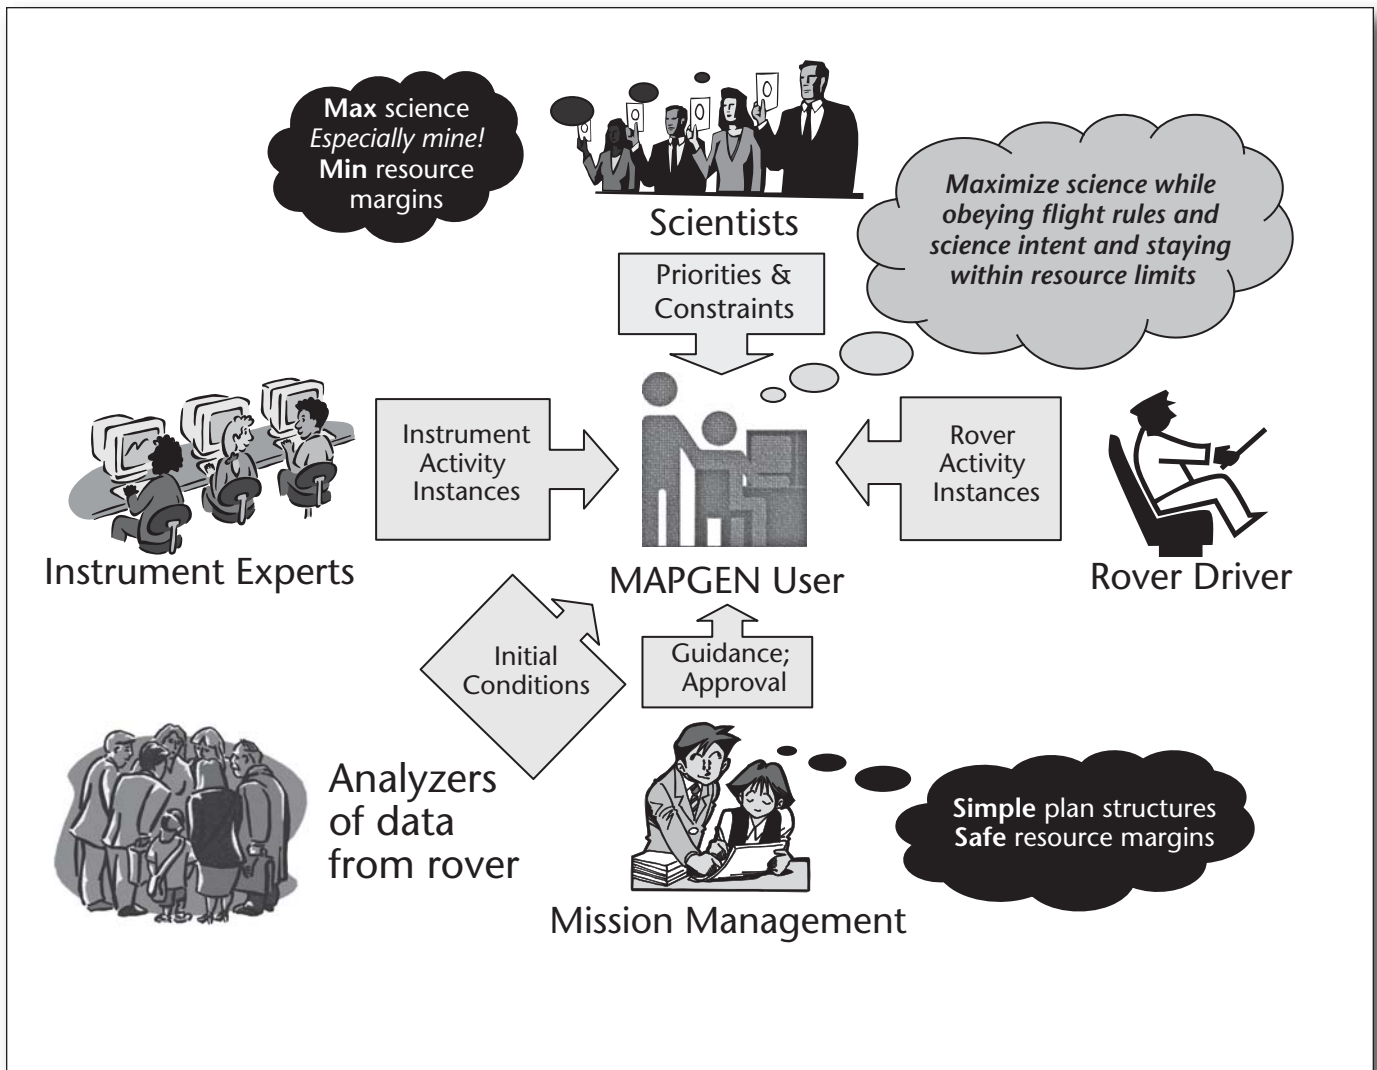 Max science
Especially mine!
Min resource
margins
Scientists
Maximize science while
obeying flight rules and
science intent and staying
within resource limits
Priorities &
Constraints
Instrument
Activity
Instances
Rover
Activity
Instances
Instrument Experts
MAPGEN User
Rover Driver
Initial
Conditions
Guidance;
Approval
Analyzers
of data
from rover
Simple plan structures
Safe resource margins
Mission Management